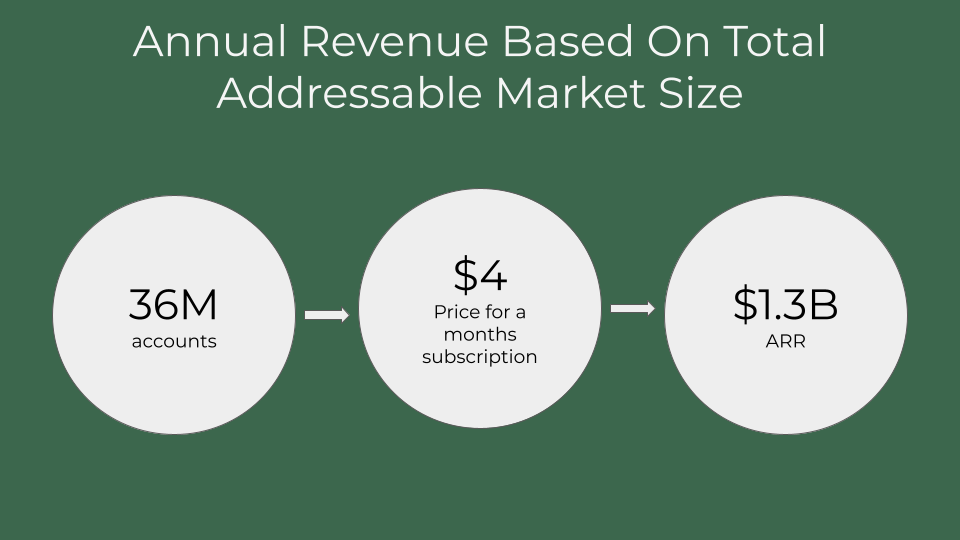 Annual Revenue Based On Total
Addressable Market Size
36M
accounts
$4
Price for a
months
subscription
$1.3B
ARR